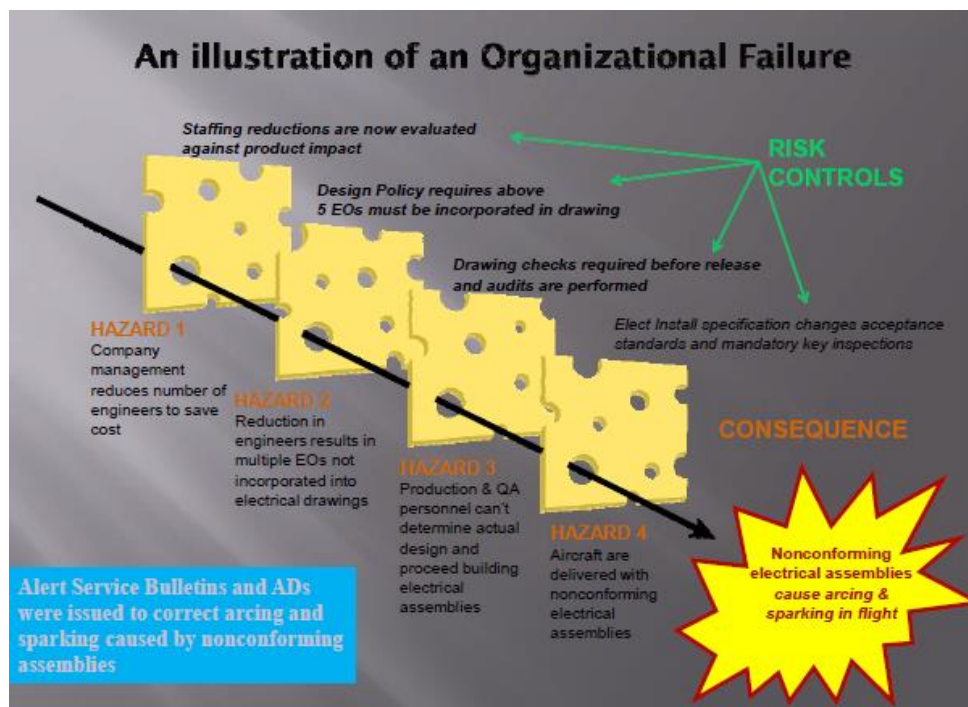 An illustration of an Organizational Failure
Staffing reductions are now evaluated
against product impact
RISK
CONTROLS
Design Policy requires above
5 EOs must be incorporated in drawing
Drawing checks required before release
and audits are performed
Elect Install specification changes acceptance
standards and mandatory key inspections
HAZARD 1
Company
management
reduces number of
engineers to save
cost
HAZARD 2
Reduction in
engineers results in
multiple EOs not
incorporated into
electrical drawings
HAZARD 3
Production & QA
personnel can't
determine actual
design and
proceed building
electrical
assemblies
HAZARD 4
Aircraft are
delivered with
nonconforming
electrical
assemblies
CONSEQUENCE
Nonconforming
electrical assemblies
cause arcing &
sparking in flight
Alert Service Bulletins and ADs
were issued to correct arcing and
sparking caused by nonconforming
assemblies